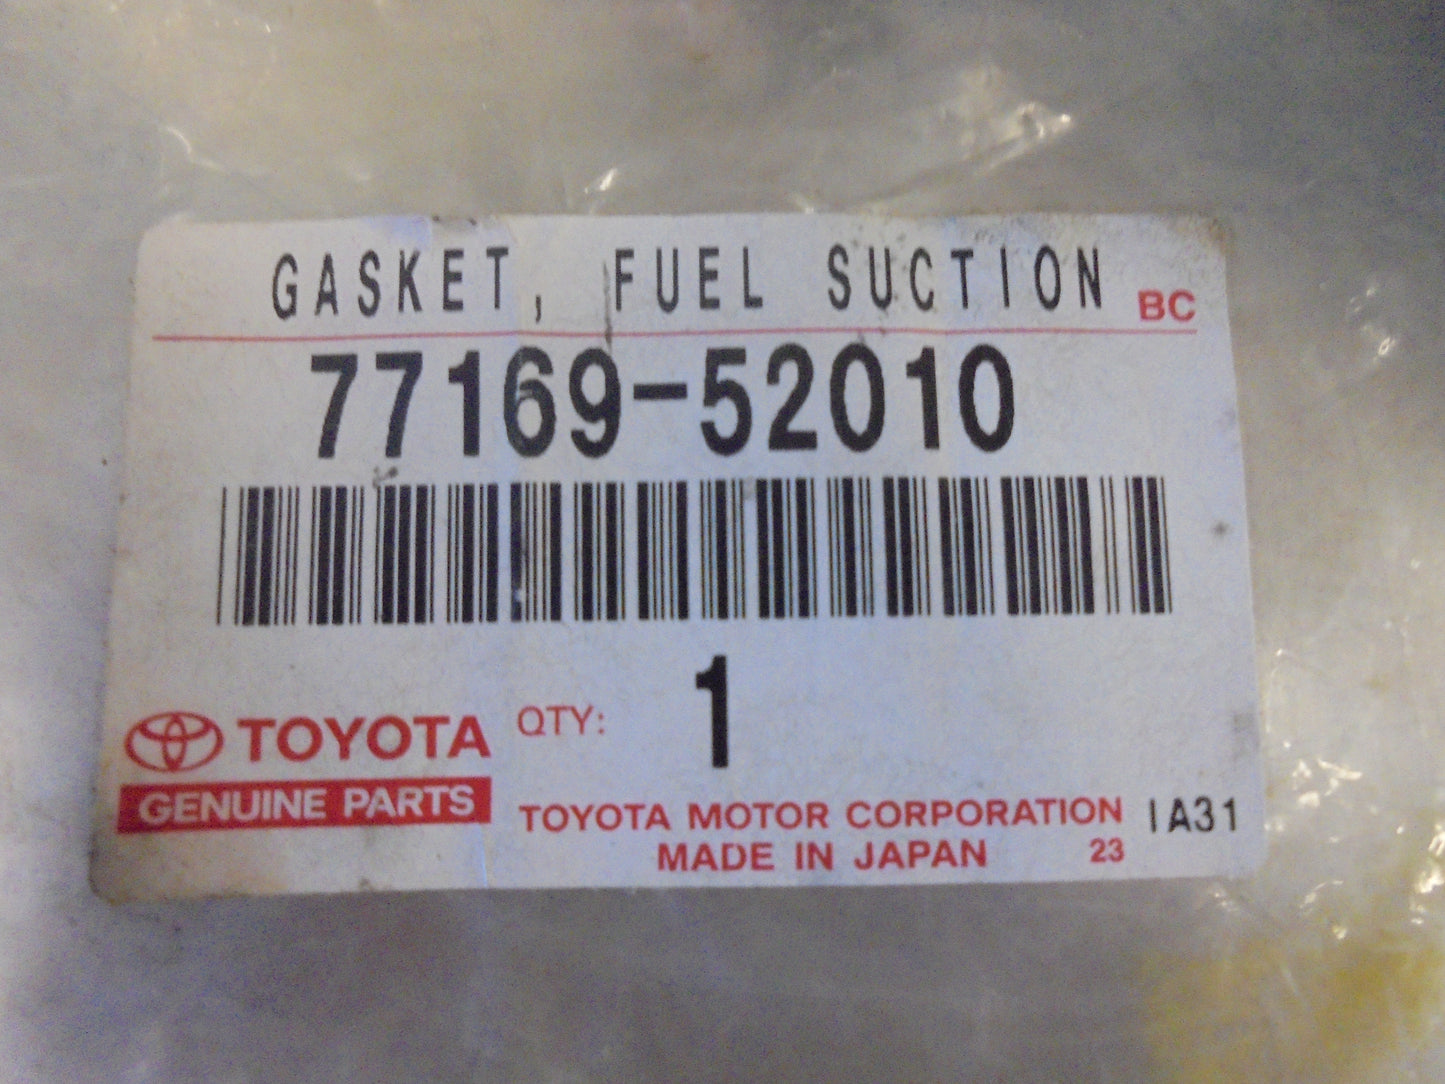 GASKET, FUEL SUCTION BC
77169-52010
1
QTY:
TOYOTA
GENUINE PARTS
TOYOTA MOTOR CORPORATION IA31
MADE IN JAPAN 23